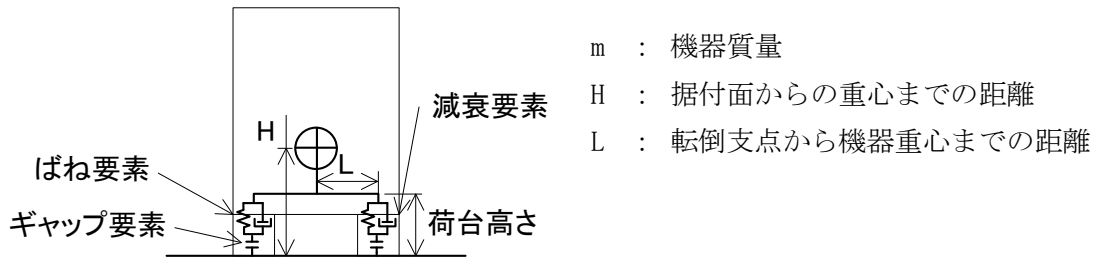 m : 機器質量
H : 据付面からの重心までの距離
L : 転倒支点から機器重心までの距離
H
L
減衰要素
ばね要素
ギャップ要素
荷台高さ